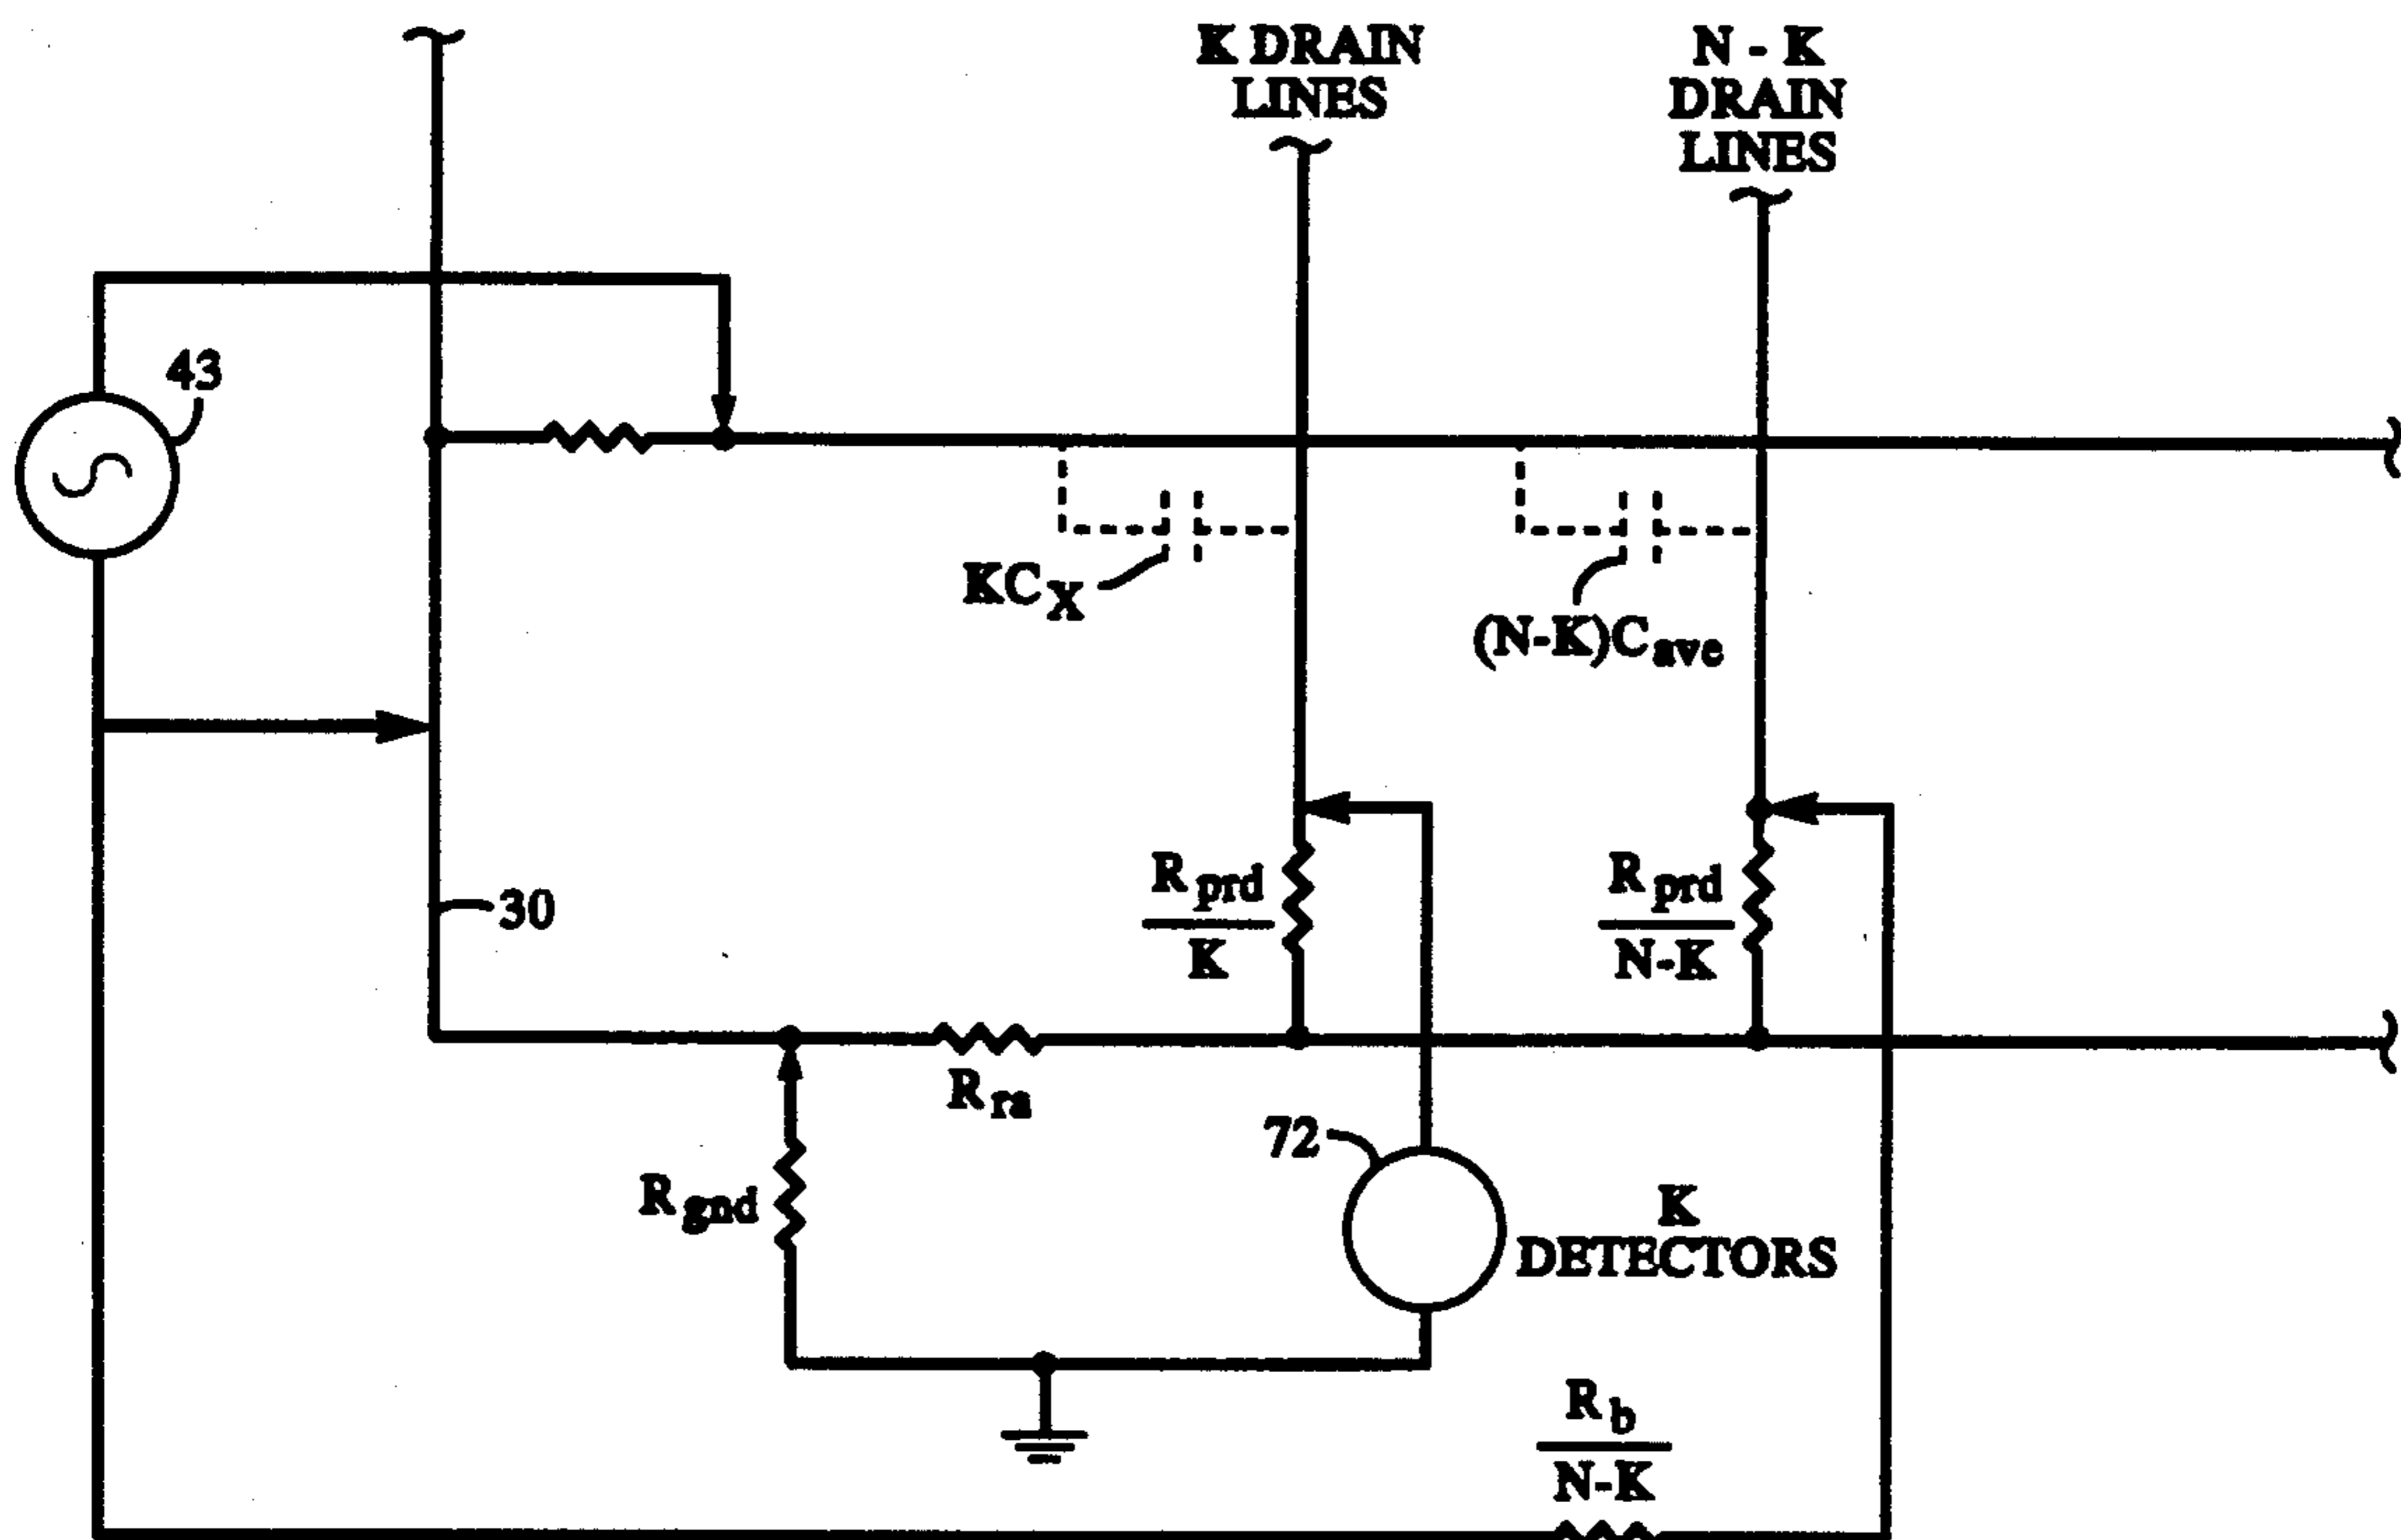 K DRAIN
LINES
N - K
DRAIN
LINES
43
KCX
(N-K)Cave
Rprd
K
Rprd
N-K
30
Rra
72
Rgnd
K
DETECTORS
Rb
N-K